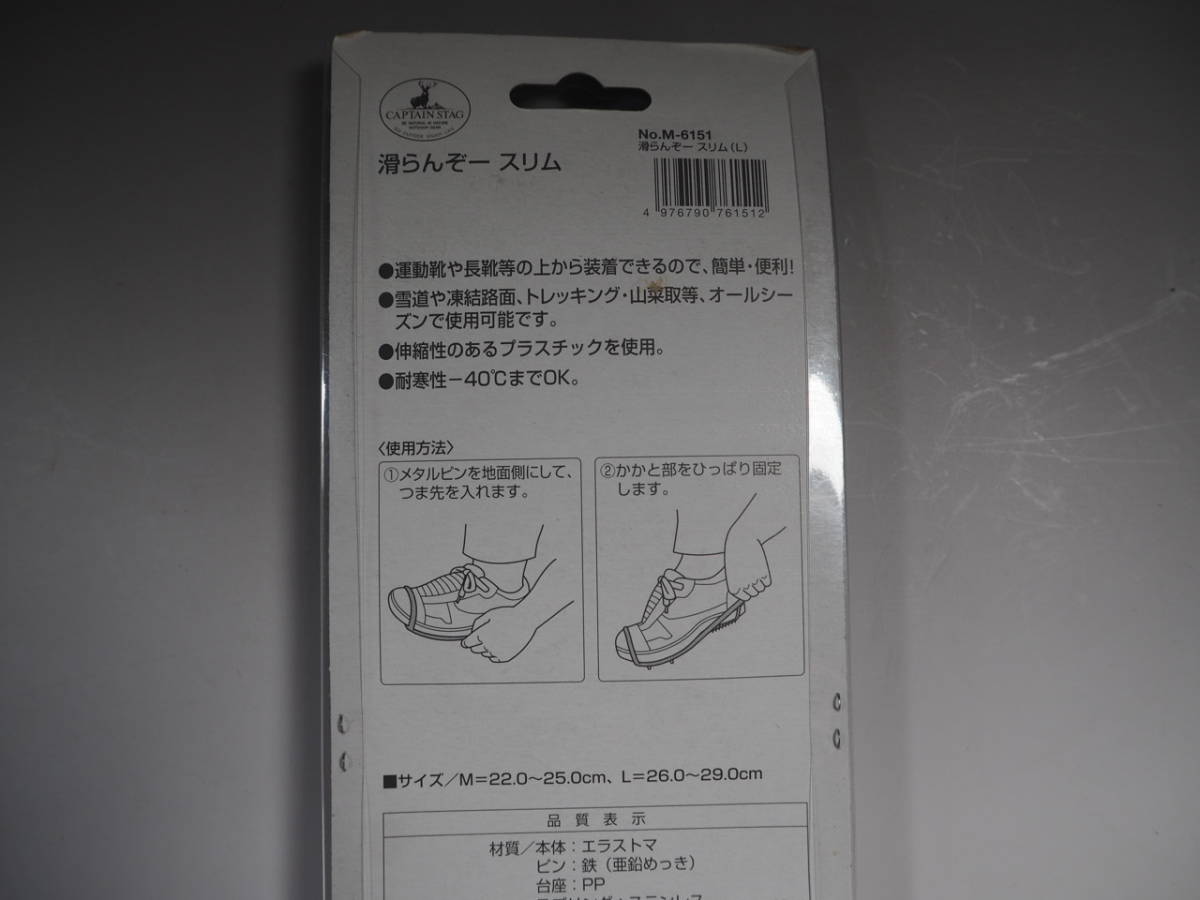 CAPTAIN STAG
滑らんぞー スリム
No.M-6151
滑らんぞー スリム(L)
4 976790 761512
●運動靴や長靴等の上から装着できるので、簡単・便利!
●雪道や凍結路面、トレッキング・山菜取等、オールシー
ズンで使用可能です。
●伸縮性のあるプラスチックを使用。
●耐寒性−40℃までOK。
〈使用方法〉
①メタルピンを地面側にして、
つま先を入れます。
②かかと部をひっぱり固定
します。
■サイズ/M=22.0~25.0cm、L=26.0~29.0cm
品質表示
材質/本体:エラストマ
ピン:鉄(亜鉛めっき)
台座:PP